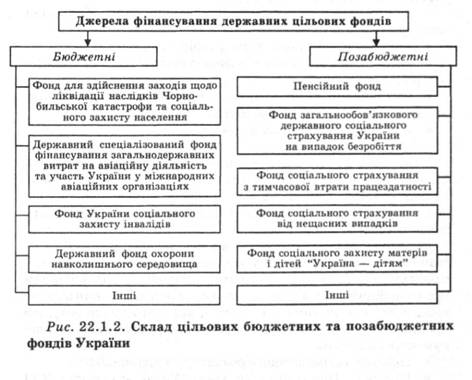 Джерела фінансування державних цільових фондів
Бюджетні
Позабюджетні
Фонд для здійснення заходів щодо
ліквідації наслідків Чорно-
бильської катастрофи та соціаль-
ного захисту населення
Державний спеціалізований фонд
фінансування загальнодержавних
витрат на авіаційну діяльність
та участь України у міжнародних
авіаційних організаціях
Фонд України соціального
захисту інвалідів
Державний фонд охорони
навколишнього середовища
Інші
Пенсійний фонд
Фонд загальнообов’язкового
державного соціального
страхування України
на випадок безробіття
Фонд соціального страхування
з тимчасової втрати працездатності
Фонд соціального страхування
від нещасних випадків
Фонд соціального захисту матерів
і дітей “Україна — дітям”
Інші
Рис. 22.1.2. Склад цільових бюджетних та позабюджетних
фондів України